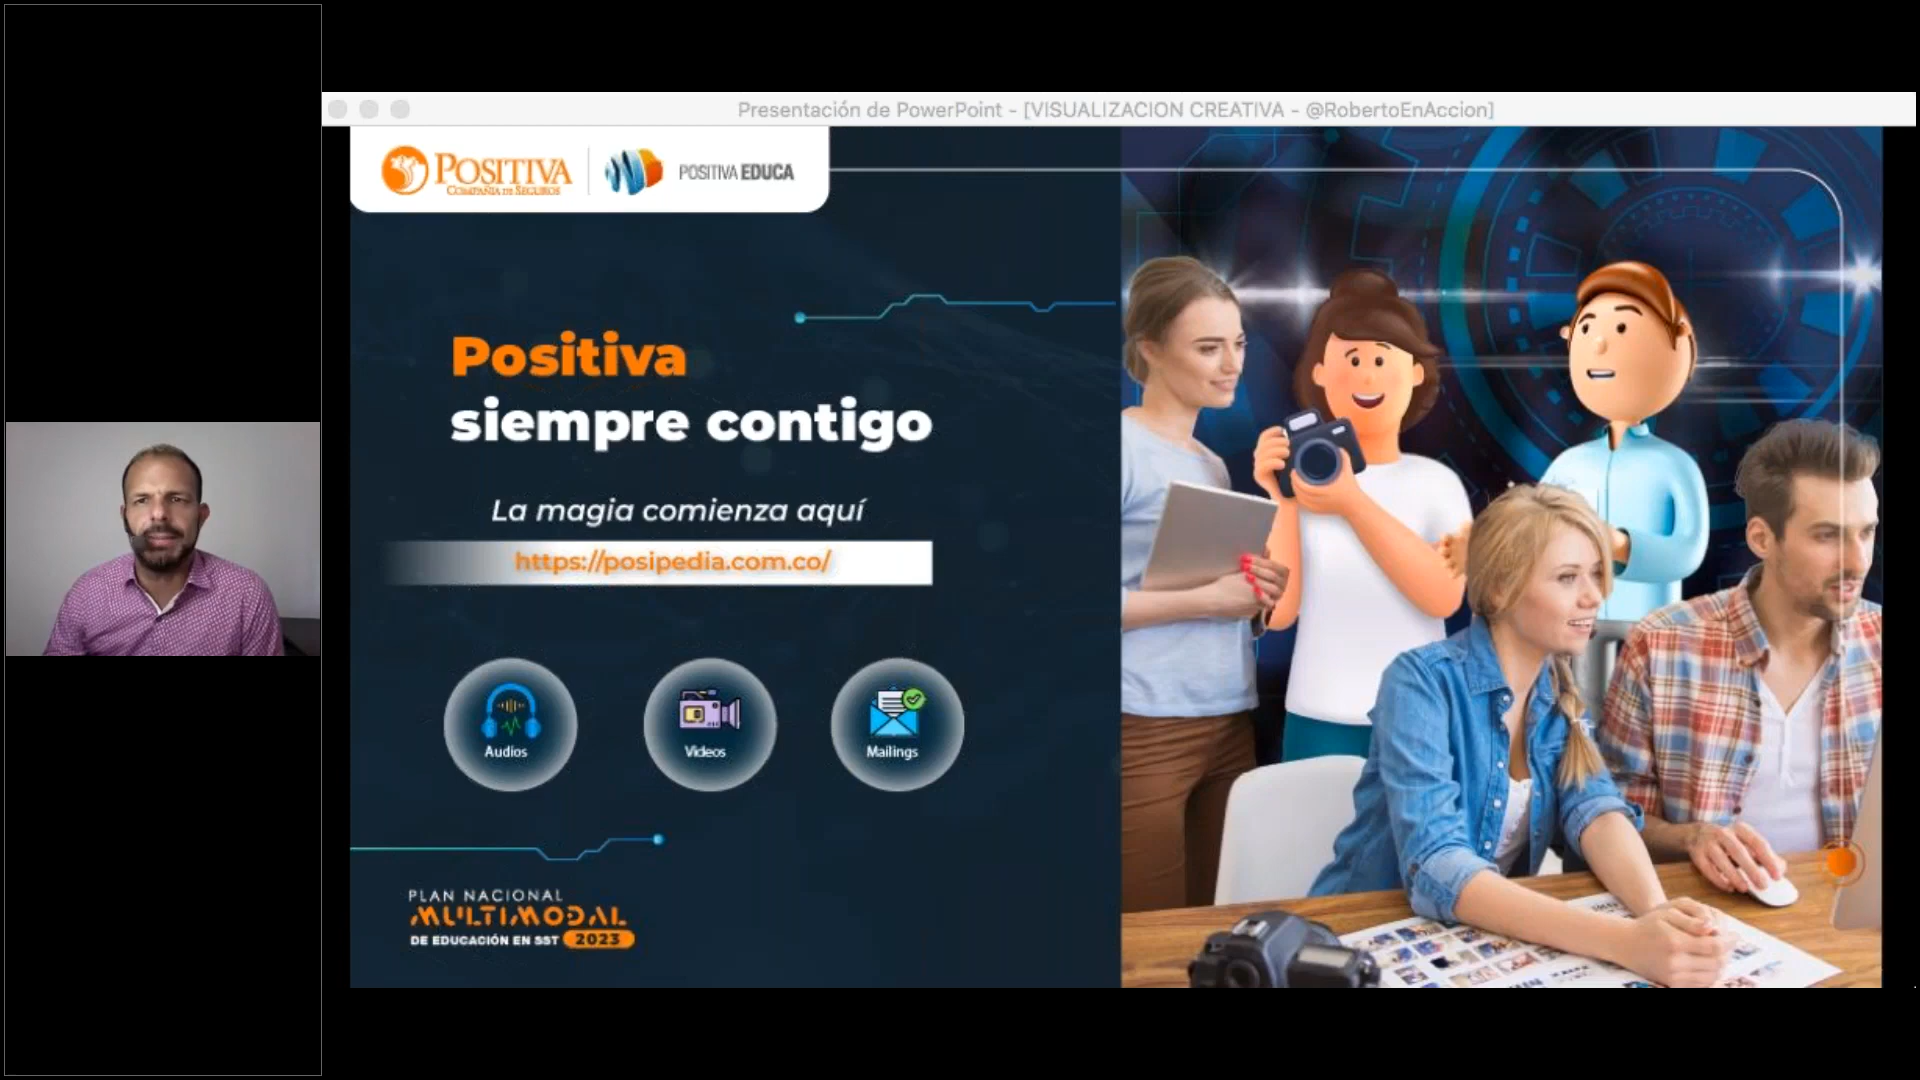 Presentación de PowerPoint - [VISUALIZACION CREATIVA - @RobertoEnAccion]
POSITIVA
COMPAÑÍA DE SEGUROS
POSITIVA EDUCA
Positiva
siempre contigo
La magia comienza aquí
https://posipedia.com.co/
Audios
Videos
Mailings
PLAN NACIONAL
MULTIMODAL
DE EDUCACIÓN EN SST 2023